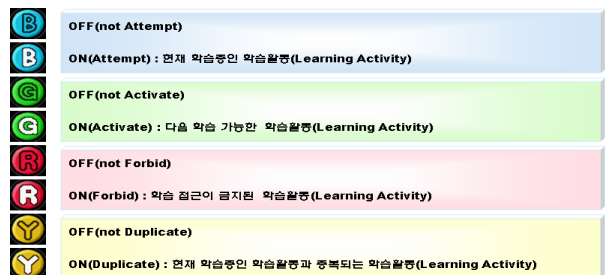 B OFF(not Attempt)
B ON(Attempt) : 현재 학습중인 학습활동(Learning Activity)
G OFF(not Activate)
G ON(Activate) : 다음 학습 가능한 학습활동(Learning Activity)
R OFF(not Forbid)
R ON(Forbid) : 학습 접근이 금지된 학습활동(Learning Activity)
Y OFF(not Duplicate)
Y ON(Duplicate) : 현재 학습중인 학습활동과 중복되는 학습활동(Learning Activity)